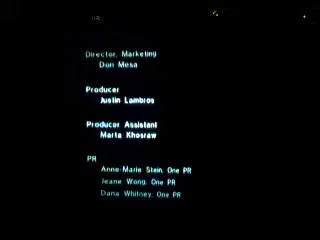 Director, Marketing
Don Mesa
Producer
Justin Lambros
Producer Assistant
Marta Khosraw
PR
Anne-Marie Stein, One PR
Jeane Wong, One PR
Dana Whitney, One PR